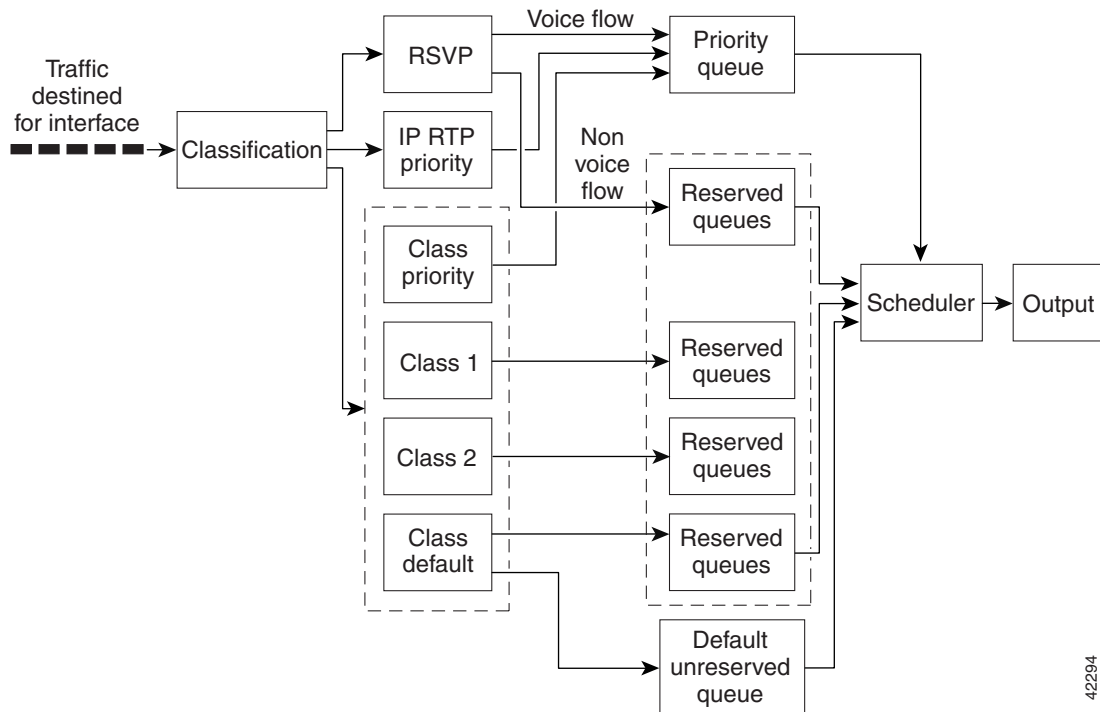 Voice flow
RSVP
Priority
queue
Traffic
destined
for interface
Classification
IP RTP
priority
Non
voice
flow
Reserved
queues
Class
priority
Scheduler
Output
Class 1
Reserved
queues
Class 2
Reserved
queues
Class
default
Reserved
queues
Default
unreserved
queue
42294